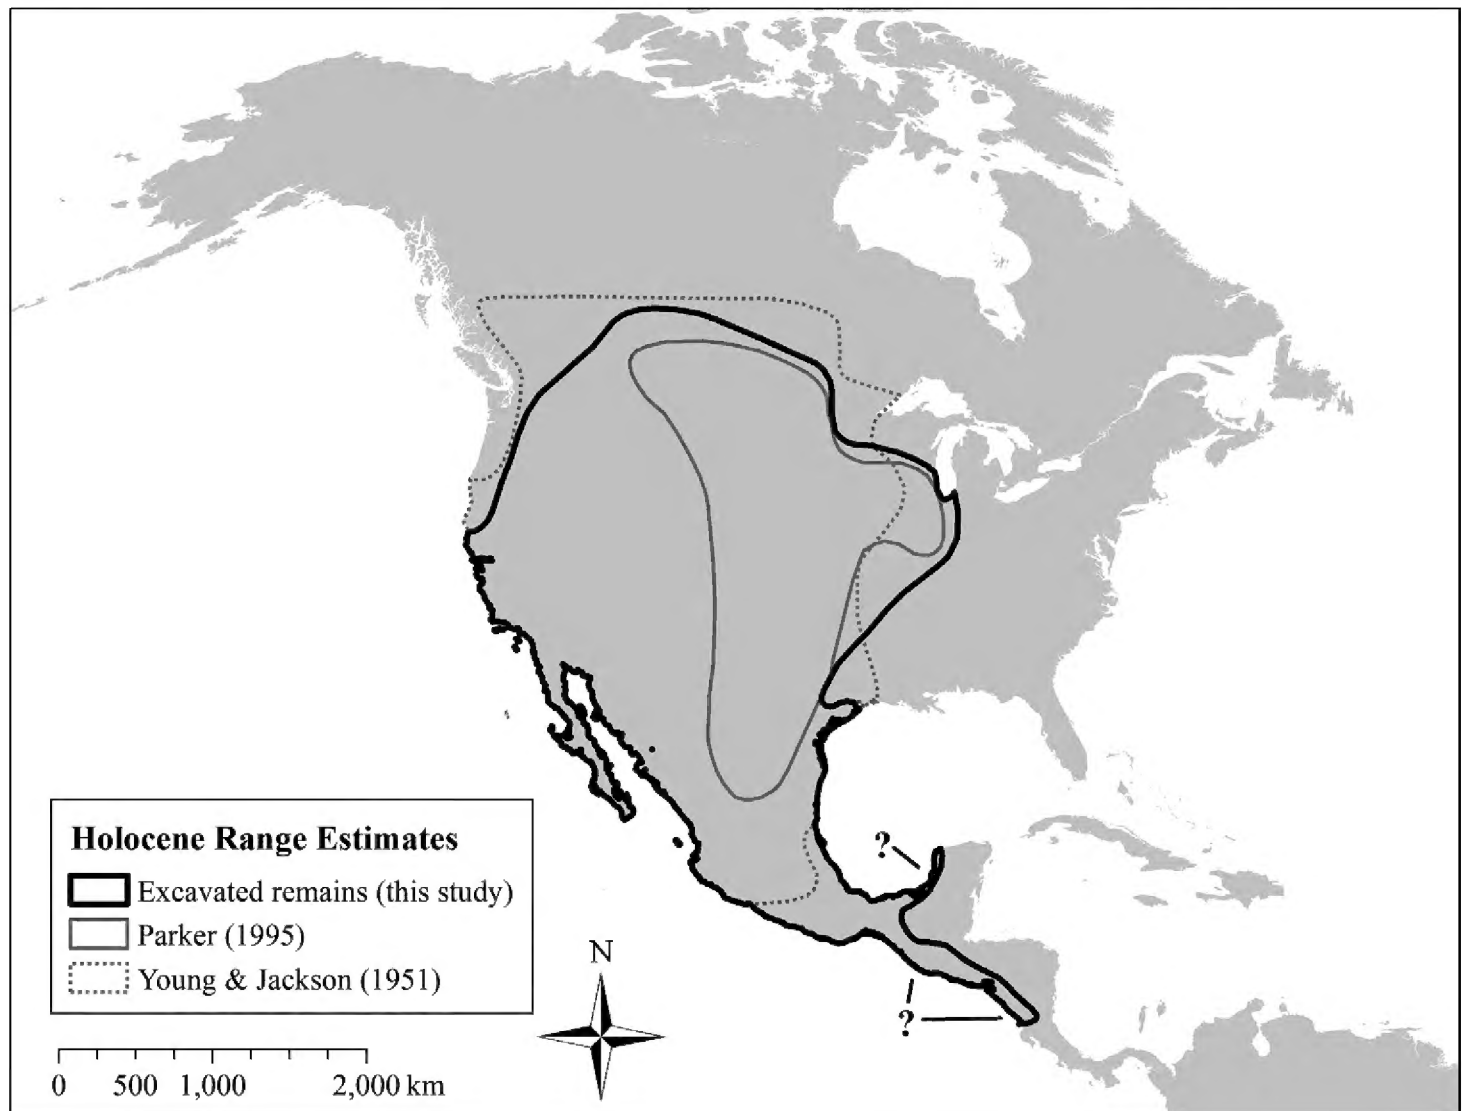 ?
?
Holocene Range Estimates
Excavated remains (this study)
Parker (1995)
Young & Jackson (1951)
N
0 500 1,000 2,000 km